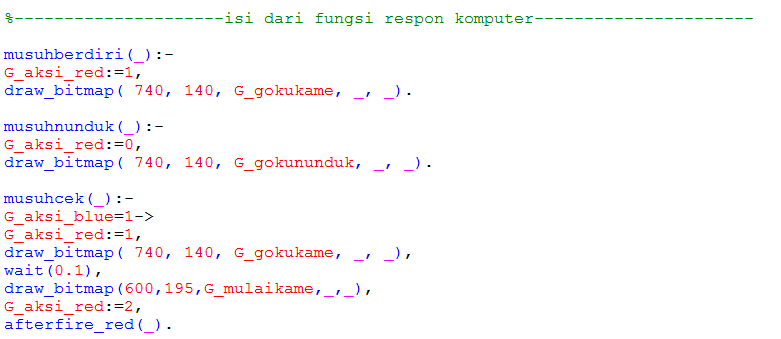 %---------------------isi dari fungsi respon komputer----------------------
musuhberdiri(_):-
G_aksi_red:=1,
draw_bitmap( 740, 140, G_gokukame, _, _).
musuhnunduk(_):-
G_aksi_red:=0,
draw_bitmap( 740, 140, G_gokununduk, _, _).
musuhcek(_):-
G_aksi_blue=1->
G_aksi_red:=1,
draw_bitmap( 740, 140, G_gokukame, _, _),
wait(0.1),
draw_bitmap(600,195,G_mulaikame,_,_),
G_aksi_red:=2,
afterfire_red(_).